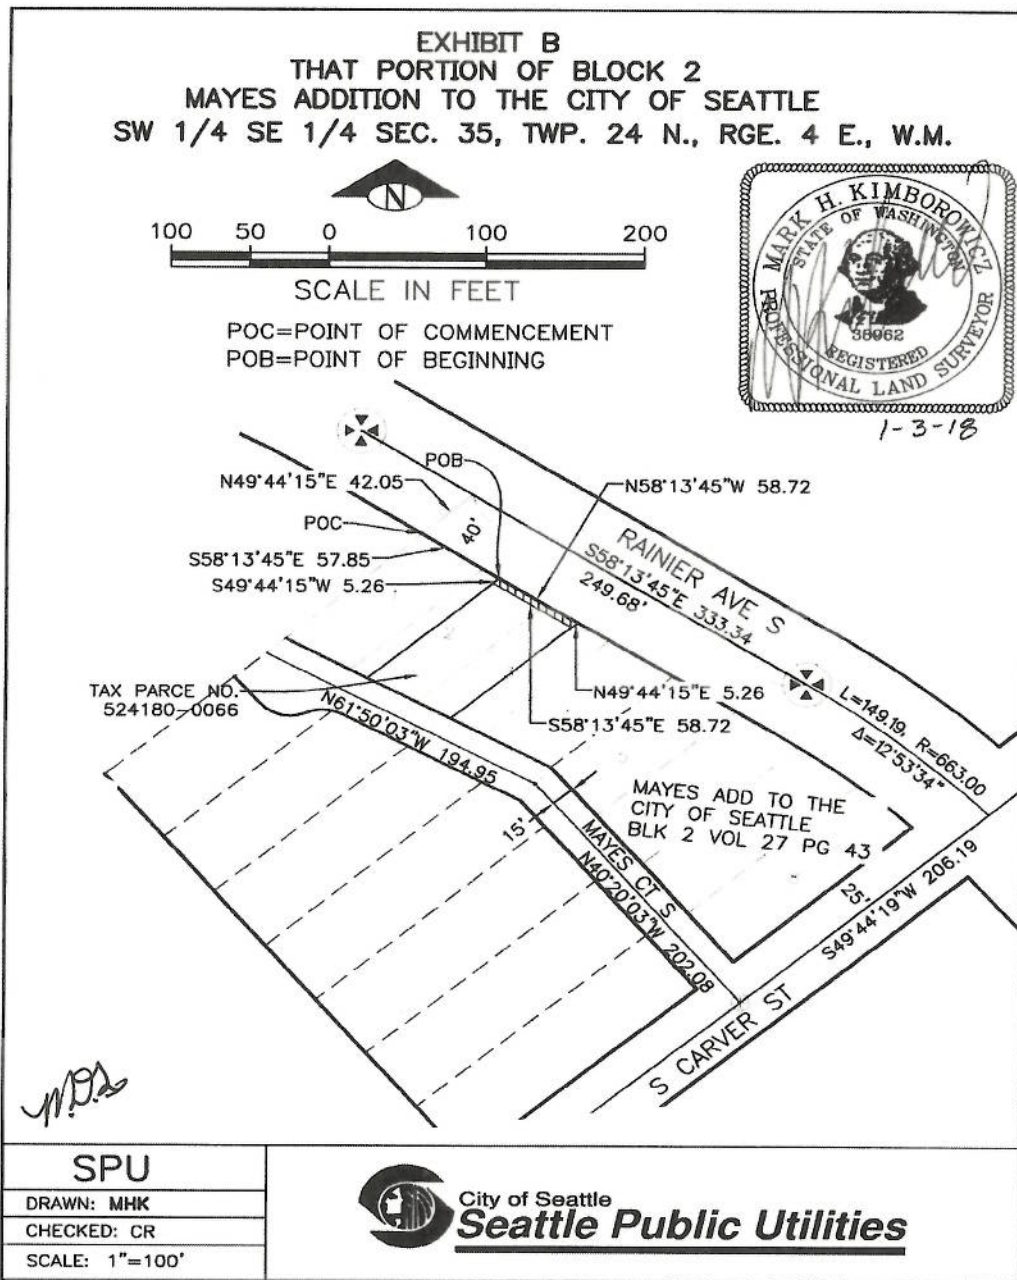 EXHIBIT B
THAT PORTION OF BLOCK 2
MAYES ADDITION TO THE CITY OF SEATTLE
SW 1/4 SE 1/4 SEC. 35, TWP. 24 N., RGE. 4 E., W.M.
N
100 50 0 100 200
SCALE IN FEET
POC=POINT OF COMMENCEMENT
POB=POINT OF BEGINNING
MARK H. KIMBOROWICZ
STATE OF WASHINGTON
36962
REGISTERED
PROFESSIONAL LAND SURVEYOR
1-3-18
POB
N49°44'15"E 42.05
N58°13'45"W 58.72
POC
40'
S58°13'45"E 57.85
S49°44'15"W 5.26
RAINIER AVE S
S58°13'45"E 333.34
249.68'
TAX PARCE NO.
524180-0066
N49°44'15"E 5.26
S58°13'45"E 58.72
N61°50'03"W 194.95
L=149.19, R=663.00
Δ=12°53'34"
MAYES ADD TO THE
CITY OF SEATTLE
BLK 2 VOL 27 PG 43
15'
MAYES CT S
N40°20'03"W 202.08
25'
S49°44'19"W 206.19
S CARVER ST
SPU
DRAWN: MHK
CHECKED: CR
SCALE: 1"=100'
City of Seattle
Seattle Public Utilities